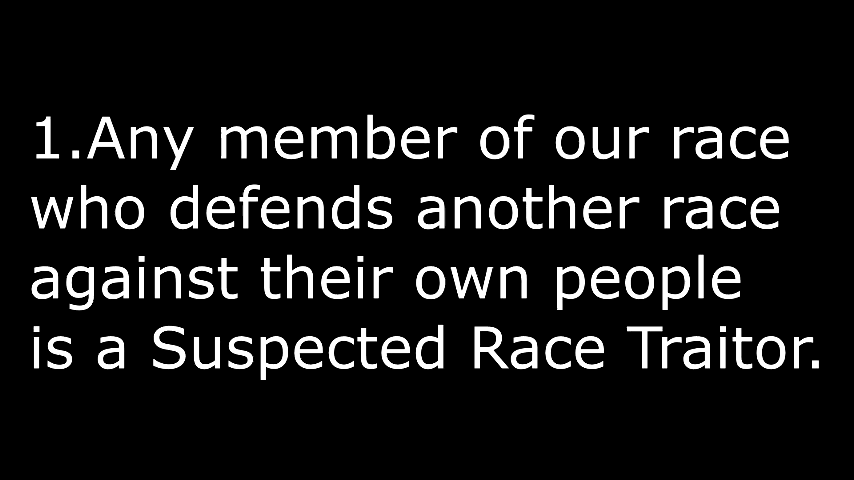 1.Any member of our race
who defends another race
against their own people
is a Suspected Race Traitor.